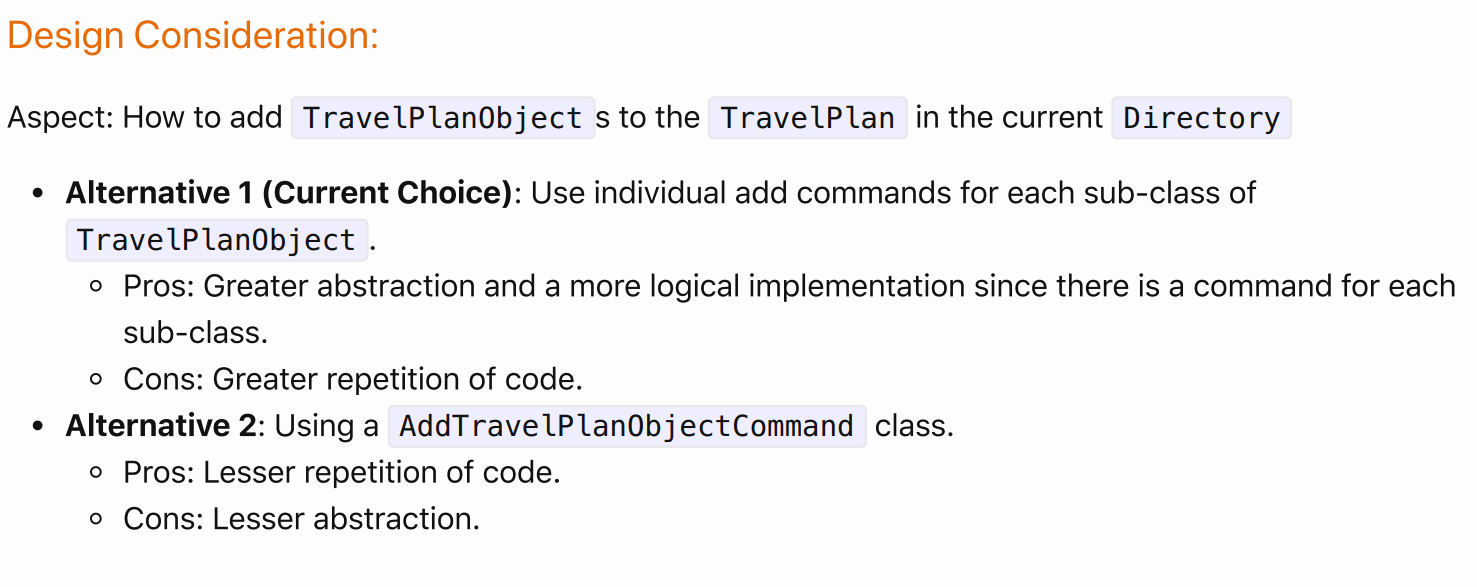 Design Consideration:
Aspect: How to add TravelPlanObject s to the TravelPlan in the current Directory
• Alternative 1 (Current Choice): Use individual add commands for each sub-class of
TravelPlanObject .
◦ Pros: Greater abstraction and a more logical implementation since there is a command for each
sub-class.
◦ Cons: Greater repetition of code.
• Alternative 2: Using a AddTravelPlanObjectCommand class.
◦ Pros: Lesser repetition of code.
◦ Cons: Lesser abstraction.